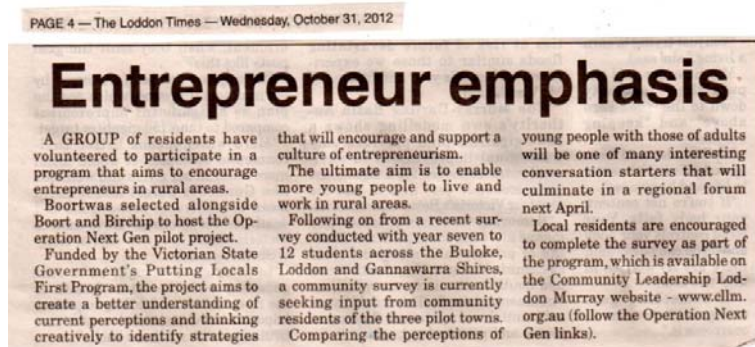 PAGE 4 — The Loddon Times — Wednesday, October 31, 2012
Entrepreneur emphasis
A GROUP of residents have
volunteered to participate in a
program that aims to encourage
entrepreneurs in rural areas.
Boortwas selected alongside
Boort and Birchip to host the Op-
eration Next Gen pilot project.
Funded by the Victorian State
Government's Putting Locals
First Program, the project aims to
create a better understanding of
current perceptions and thinking
creatively to identify strategies
that will encourage and support a
culture of entrepreneurism.
The ultimate aim is to enable
more young people to live and
work in rural areas.
Following on from a recent sur-
vey conducted with year seven to
12 students across the Buloke,
Loddon and Gannawarra Shires,
a community survey is currently
seeking input from community
residents of the three pilot towns.
Comparing the perceptions of
young people with those of adults
will be one of many interesting
conversation starters that will
culminate in a regional forum
next April.
Local residents are encouraged
to complete the survey as part of
the program, which is available on
the Community Leadership Lod-
don Murray website - www.cllm.
org.au (follow the Operation Next
Gen links).